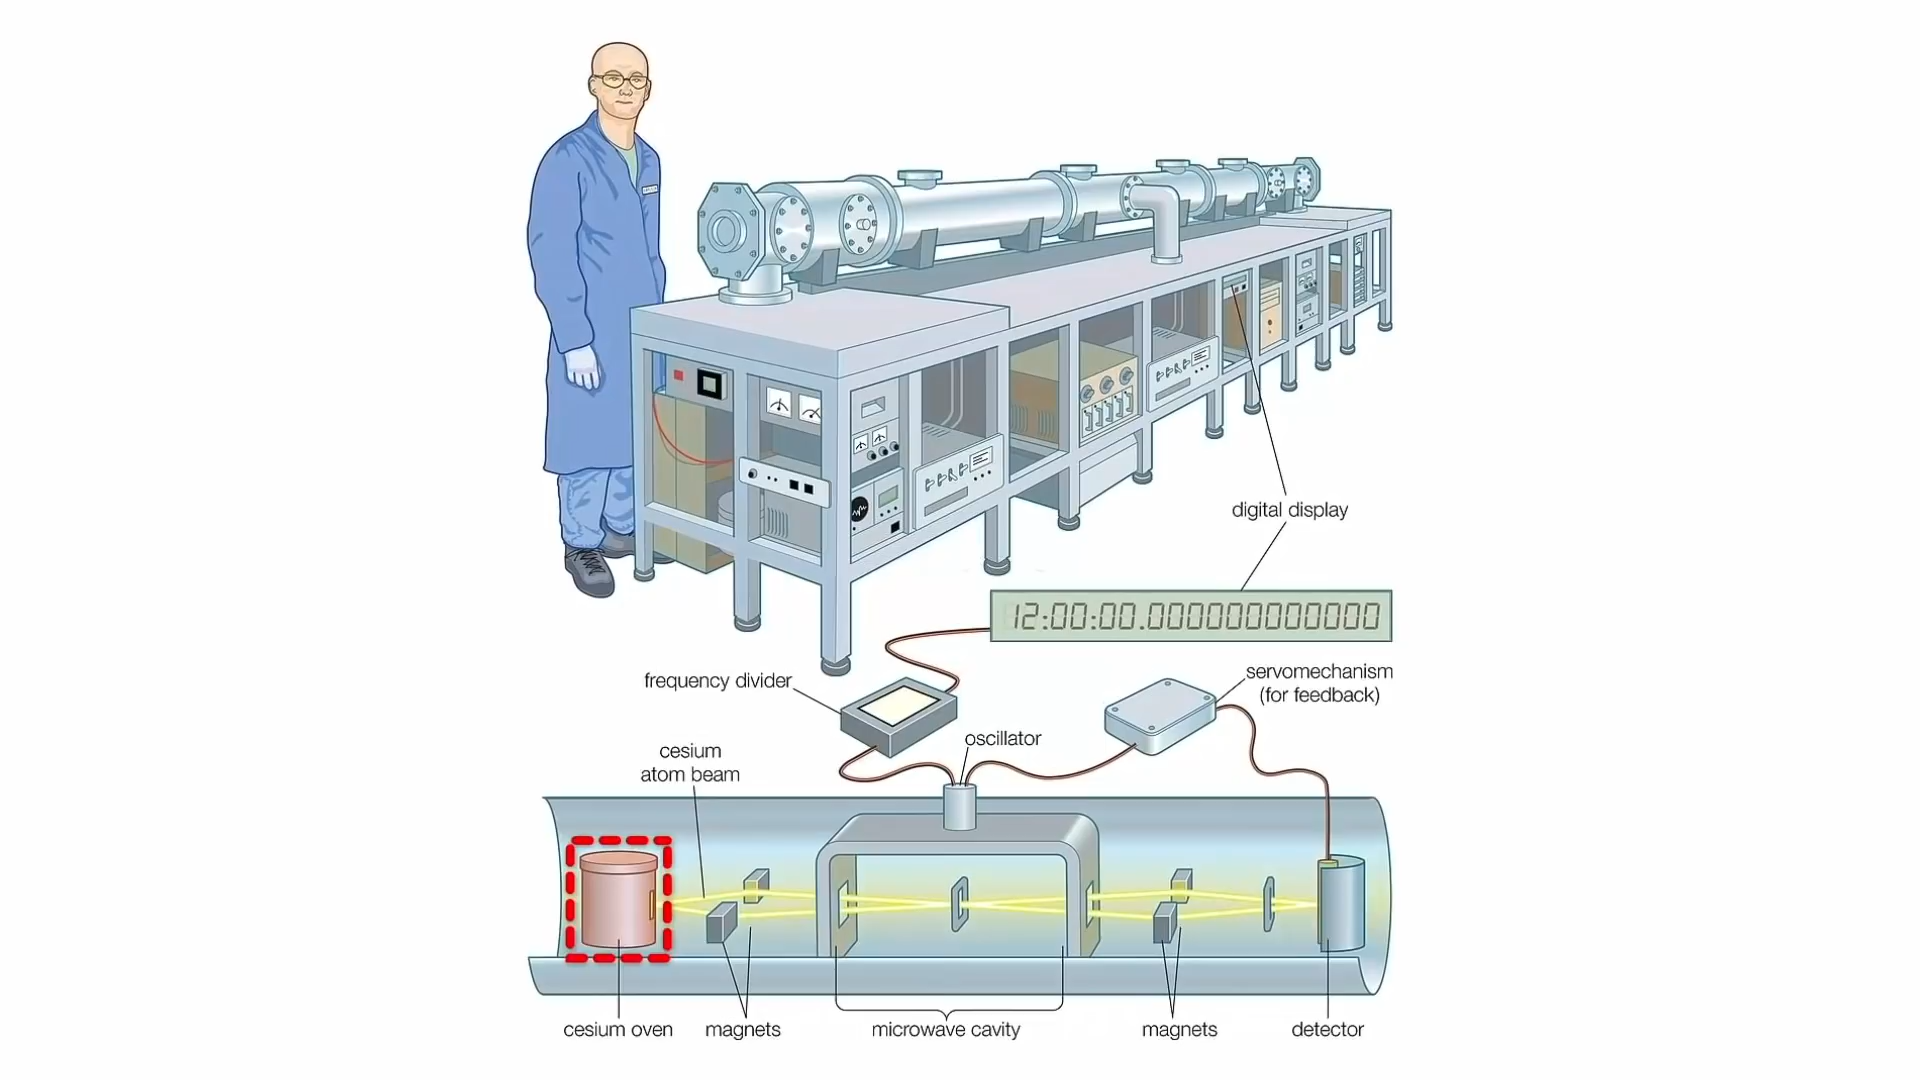 digital display
12:00:00.000000000000
frequency divider
servomechanism
(for feedback)
oscillator
cesium
atom beam
cesium oven
magnets
microwave cavity
magnets
detector